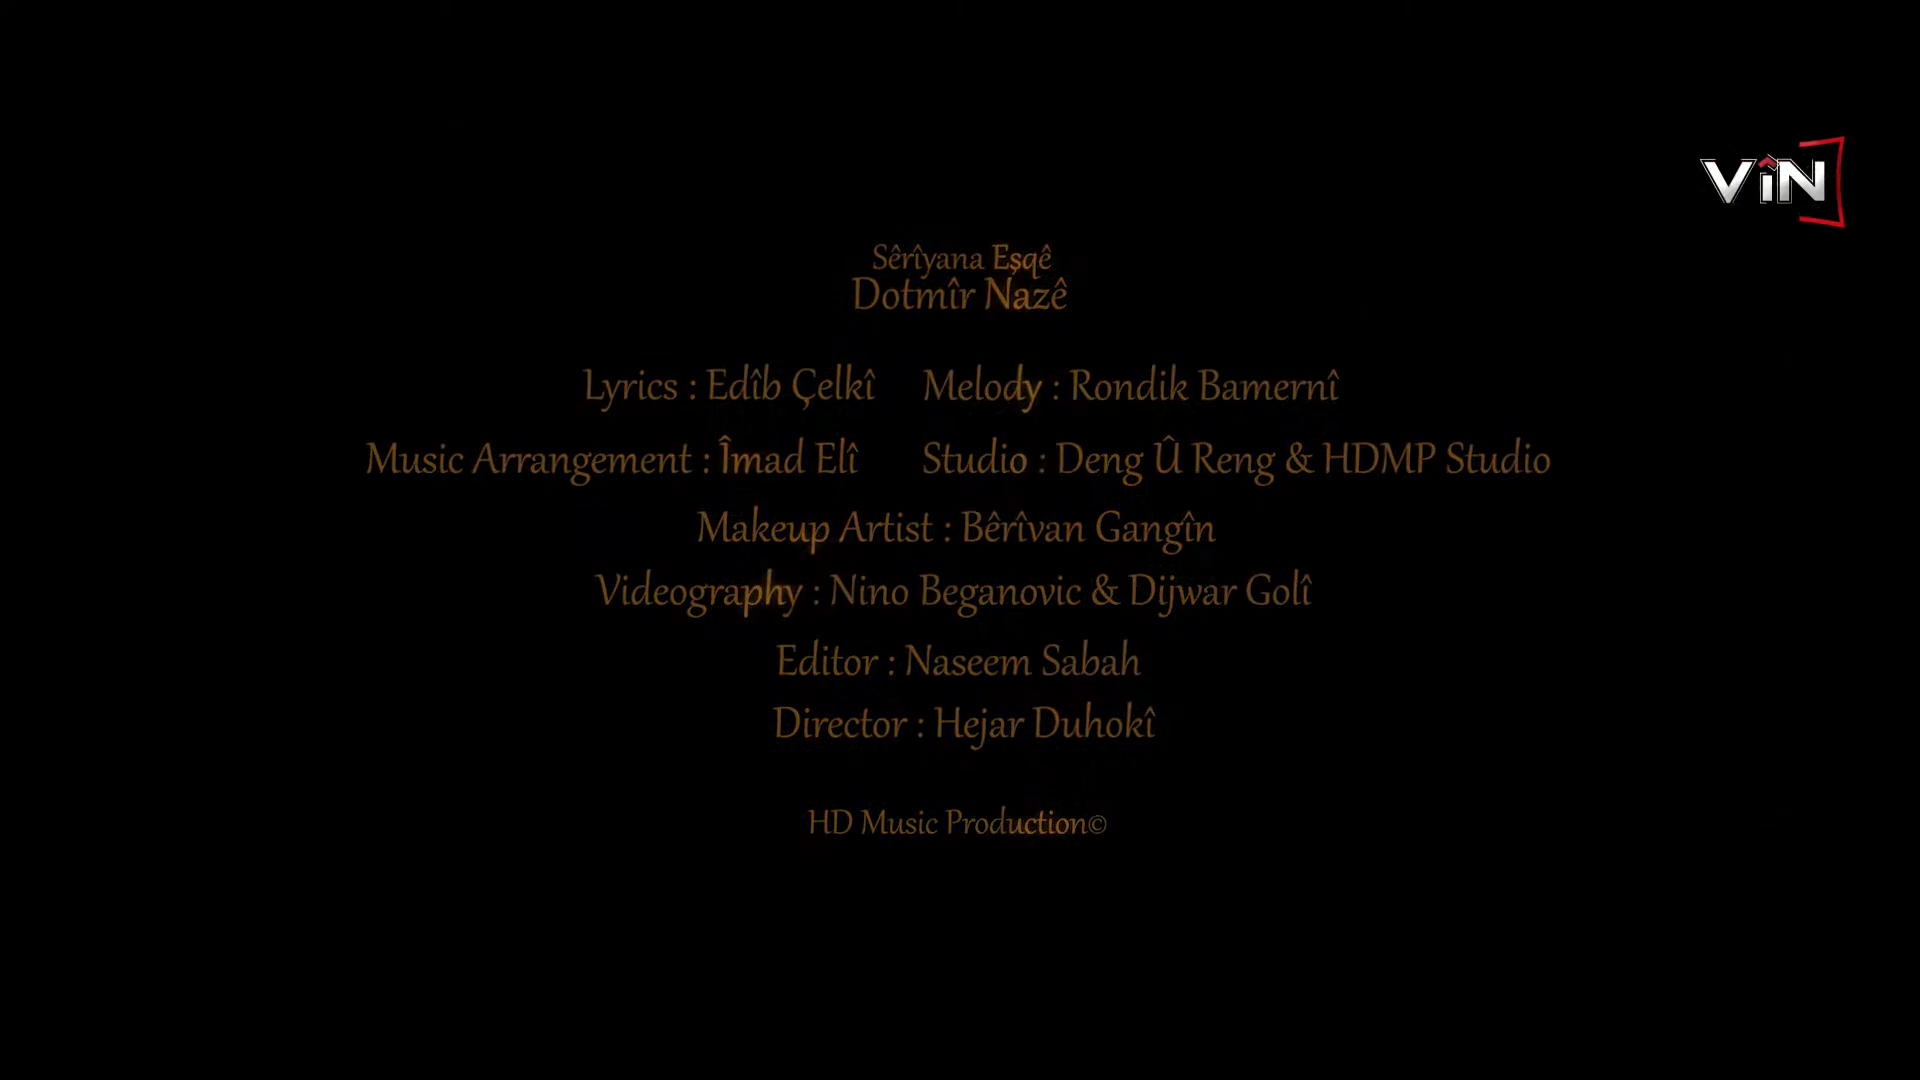 VîN
Sêrîyana Eşqê
Dotmîr Nazê
Lyrics : Edîb Çelkî Melody : Rondik Bamernî
Music Arrangement : Îmad Elî Studio : Deng Û Reng & HDMP Studio
Makeup Artist : Bêrîvan Gangîn
Videography : Nino Beganovic & Dijwar Golî
Editor : Naseem Sabah
Director : Hejar Duhokî
HD Music Production©